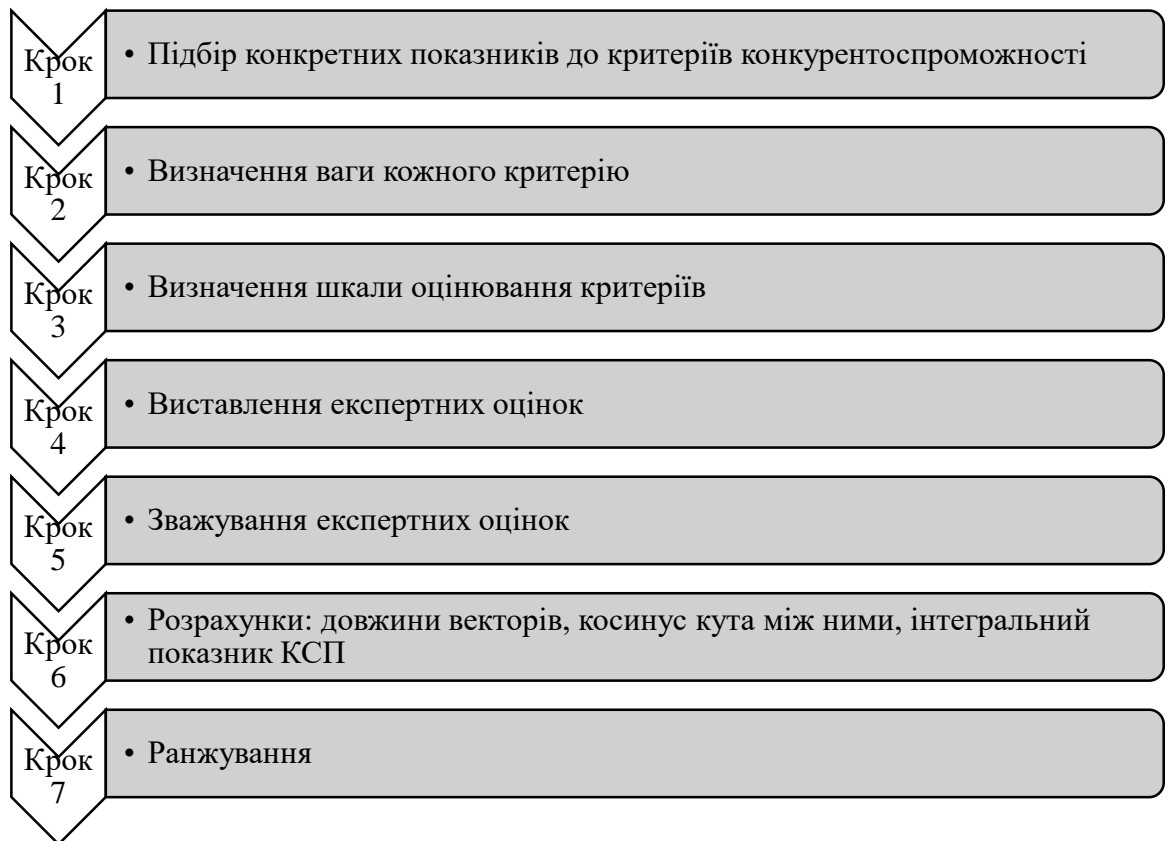 Крок
1
• Підбір конкретних показників до критеріїв конкурентоспроможності
Крок
2
• Визначення ваги кожного критерію
Крок
3
• Визначення шкали оцінювання критеріїв
Крок
4
• Виставлення експертних оцінок
Крок
5
• Зважування експертних оцінок
Крок
6
• Розрахунки: довжини векторів, косинус кута між ними, інтегральний
показник КСП
Крок
7
• Ранжування